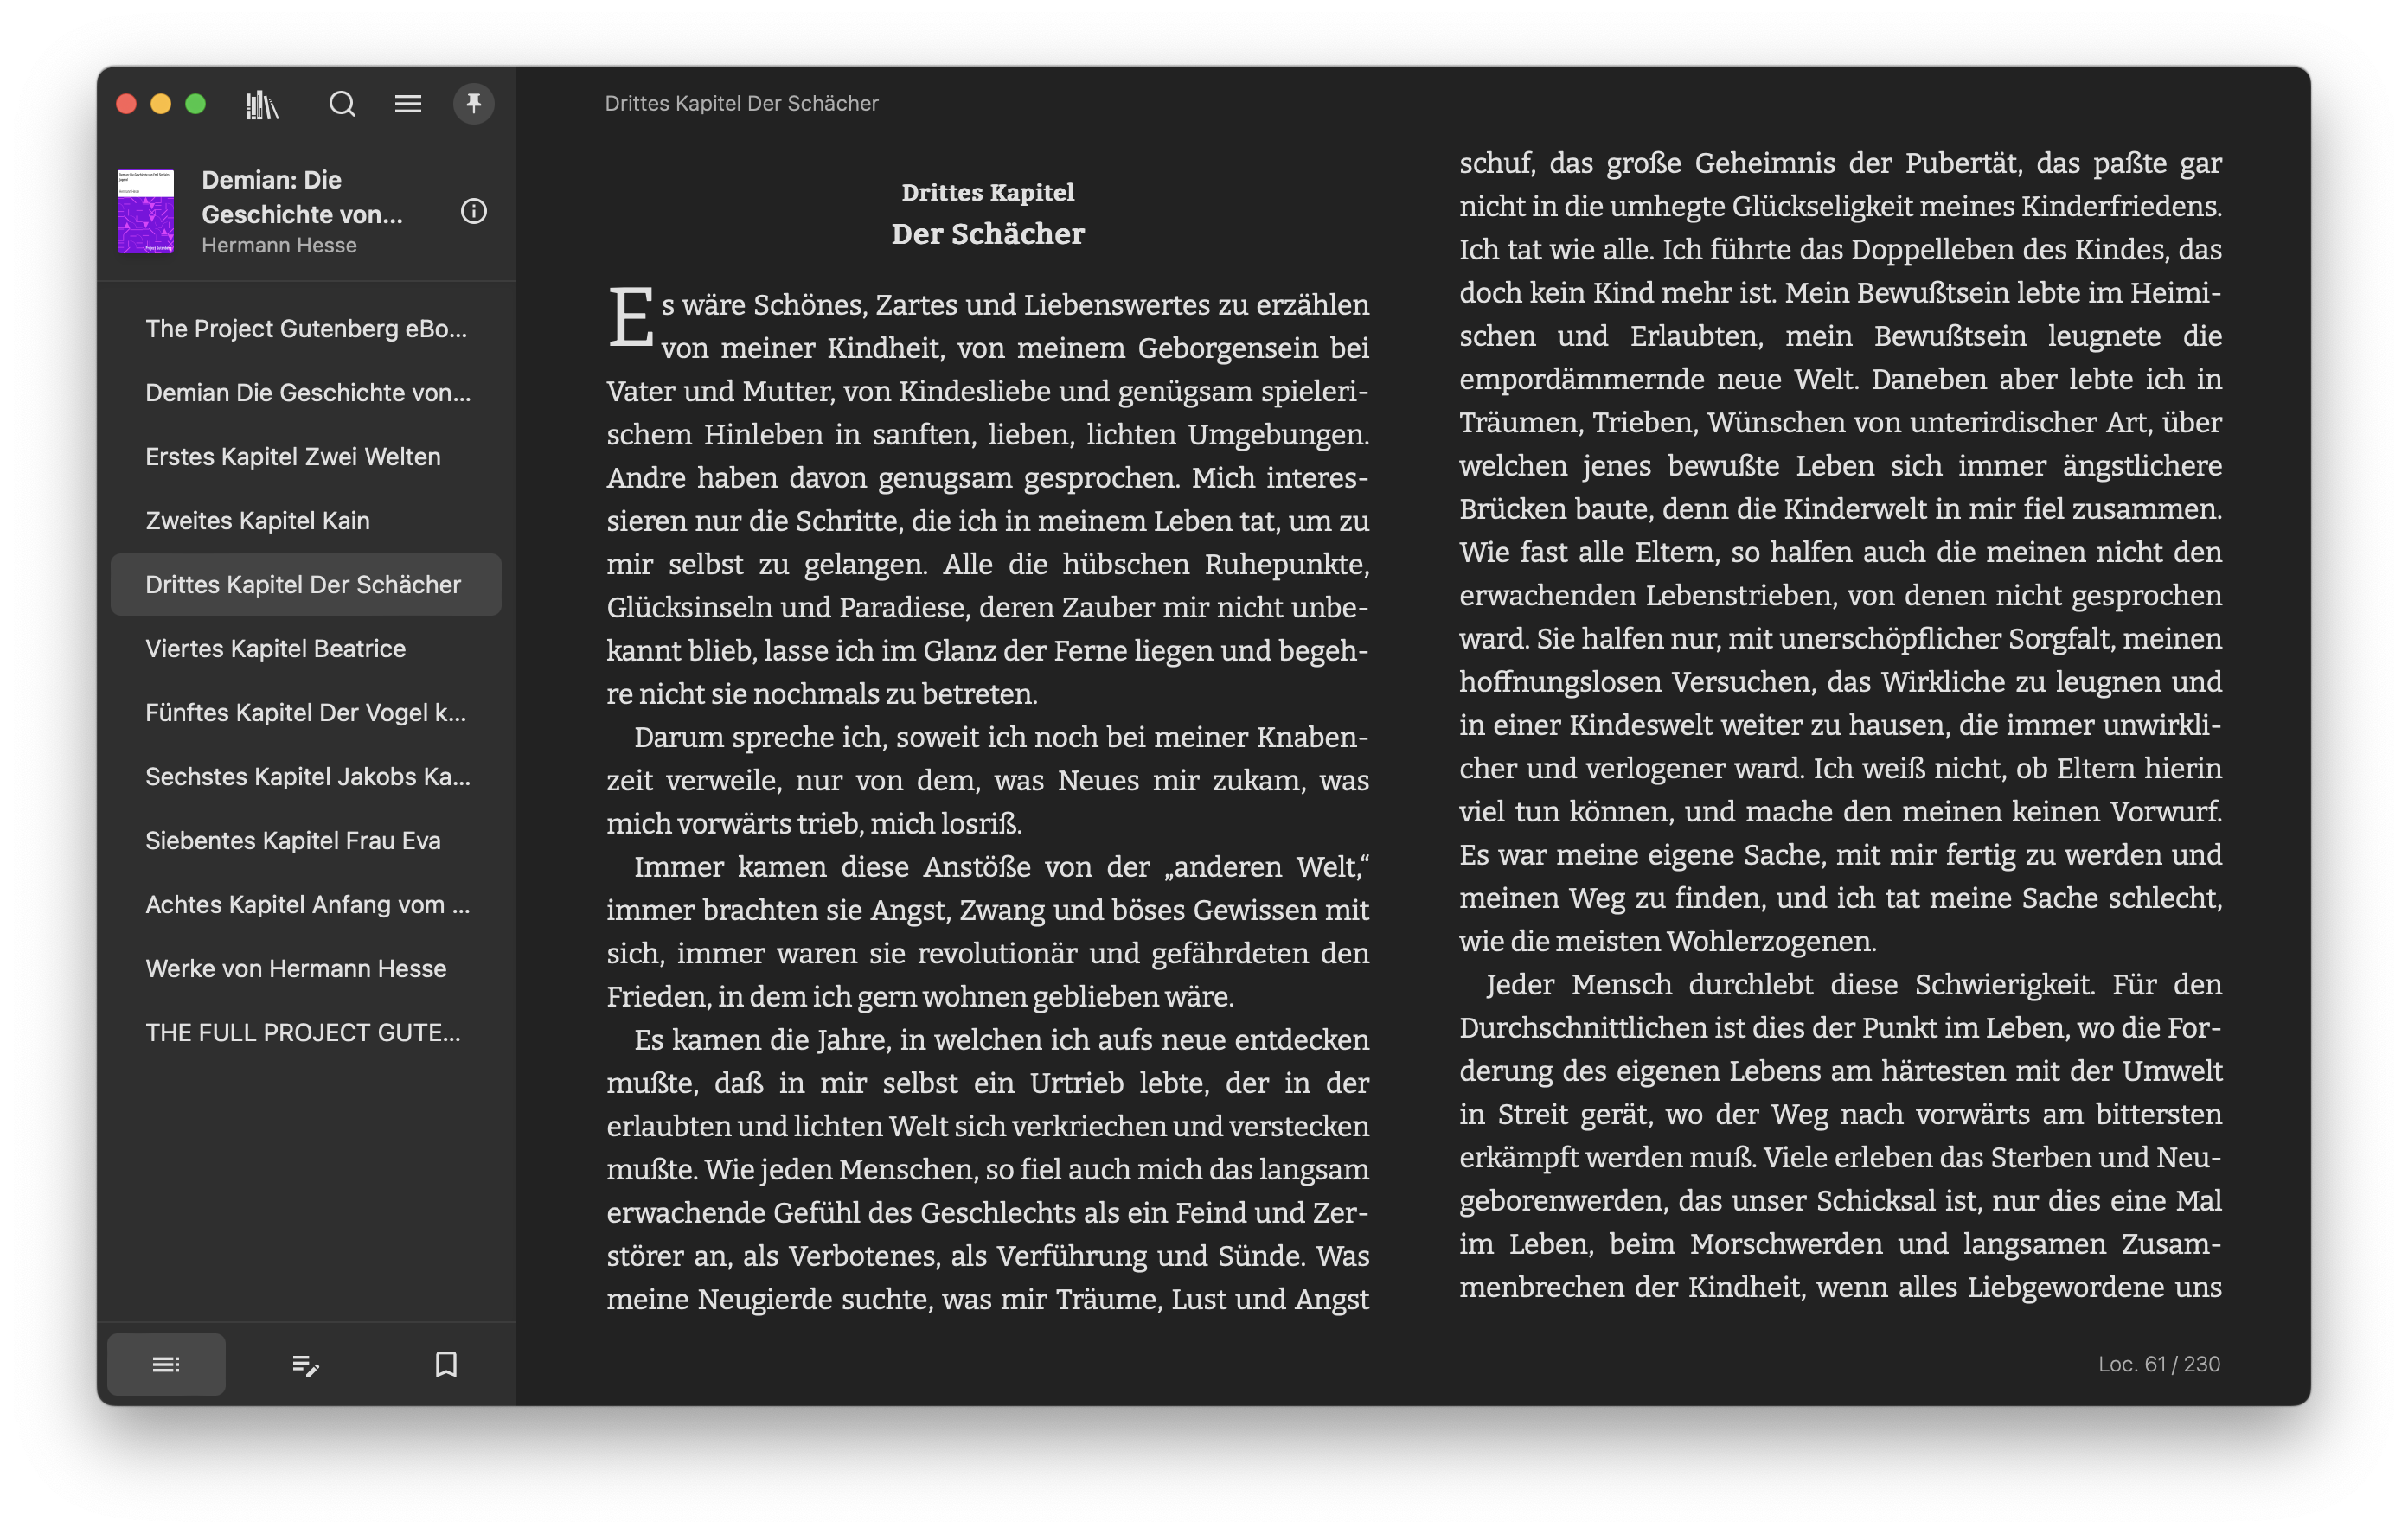 Demian: Die
Geschichte von...
Hermann Hesse
The Project Gutenberg eBo...
Demian Die Geschichte von...
Erstes Kapitel Zwei Welten
Zweites Kapitel Kain
Drittes Kapitel Der Schächer
Viertes Kapitel Beatrice
Fünftes Kapitel Der Vogel k...
Sechstes Kapitel Jakobs Ka...
Siebentes Kapitel Frau Eva
Achtes Kapitel Anfang vom ...
Werke von Hermann Hesse
THE FULL PROJECT GUTE...
Drittes Kapitel Der Schächer
Drittes Kapitel
Der Schächer
Es wäre Schönes, Zartes und Liebenswertes zu erzählen
von meiner Kindheit, von meinem Geborgensein bei
Vater und Mutter, von Kindesliebe und genügsam spieleri-
schem Hinleben in sanften, lieben, lichten Umgebungen.
Andre haben davon genugsam gesprochen. Mich interes-
sieren nur die Schritte, die ich in meinem Leben tat, um zu
mir selbst zu gelangen. Alle die hübschen Ruhepunkte,
Glücksinseln und Paradiese, deren Zauber mir nicht unbe-
kannt blieb, lasse ich im Glanz der Ferne liegen und begeh-
re nicht sie nochmals zu betreten.
Darum spreche ich, soweit ich noch bei meiner Knaben-
zeit verweile, nur von dem, was Neues mir zukam, was
mich vorwärts trieb, mich losriß.
Immer kamen diese Anstöße von der „anderen Welt,“
immer brachten sie Angst, Zwang und böses Gewissen mit
sich, immer waren sie revolutionär und gefährdeten den
Frieden, in dem ich gern wohnen geblieben wäre.
Es kamen die Jahre, in welchen ich aufs neue entdecken
mußte, daß in mir selbst ein Urtrieb lebte, der in der
erlaubten und lichten Welt sich verkriechen und verstecken
mußte. Wie jeden Menschen, so fiel auch mich das langsam
erwachende Gefühl des Geschlechts als ein Feind und Zer-
störer an, als Verbotenes, als Verführung und Sünde. Was
meine Neugierde suchte, was mir Träume, Lust und Angst
schuf, das große Geheimnis der Pubertät, das paßte gar
nicht in die umhegte Glückseligkeit meines Kinderfriedens.
Ich tat wie alle. Ich führte das Doppelleben des Kindes, das
doch kein Kind mehr ist. Mein Bewußtsein lebte im Heimi-
schen und Erlaubten, mein Bewußtsein leugnete die
empordämmernde neue Welt. Daneben aber lebte ich in
Träumen, Trieben, Wünschen von unterirdischer Art, über
welchen jenes bewußte Leben sich immer ängstlichere
Brücken baute, denn die Kinderwelt in mir fiel zusammen.
Wie fast alle Eltern, so halfen auch die meinen nicht den
erwachenden Lebenstrieben, von denen nicht gesprochen
ward. Sie halfen nur, mit unerschöpflicher Sorgfalt, meinen
hoffnungslosen Versuchen, das Wirkliche zu leugnen und
in einer Kindeswelt weiter zu hausen, die immer unwirkli-
cher und verlogener ward. Ich weiß nicht, ob Eltern hierin
viel tun können, und mache den meinen keinen Vorwurf.
Es war meine eigene Sache, mit mir fertig zu werden und
meinen Weg zu finden, und ich tat meine Sache schlecht,
wie die meisten Wohlerzogenen.
Jeder Mensch durchlebt diese Schwierigkeit. Für den
Durchschnittlichen ist dies der Punkt im Leben, wo die For-
derung des eigenen Lebens am härtesten mit der Umwelt
in Streit gerät, wo der Weg nach vorwärts am bittersten
erkämpft werden muß. Viele erleben das Sterben und Neu-
geborenwerden, das unser Schicksal ist, nur dies eine Mal
im Leben, beim Morschwerden und langsamen Zusam-
menbrechen der Kindheit, wenn alles Liebgewordene uns
Loc. 61 / 230